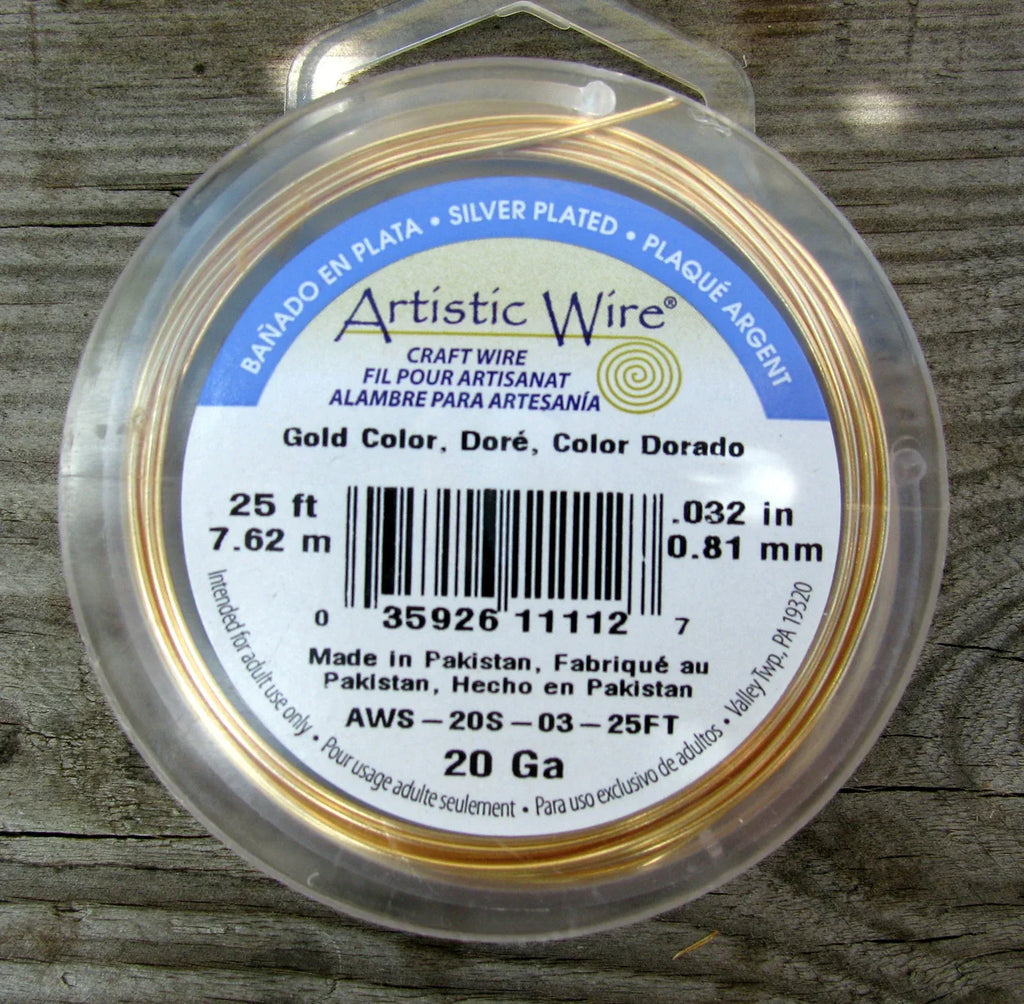 BAÑADO EN PLATA • SILVER PLATED • PLAQUÉ ARGENT
Artistic Wire®
CRAFT WIRE
FIL POUR ARTISANAT
ALAMBRE PARA ARTESANÍA
Gold Color, Doré, Color Dorado
25 ft
7.62 m
.032 in
0.81 mm
0 35926 11112 7
Made in Pakistan, Fabriqué au
Pakistan, Hecho en Pakistan
AWS-20S-03-25FT
20 Ga
Intended for adult use only • Pour usage adulte seulement • Para uso exclusivo de adultos • Valley Twp., PA 19320